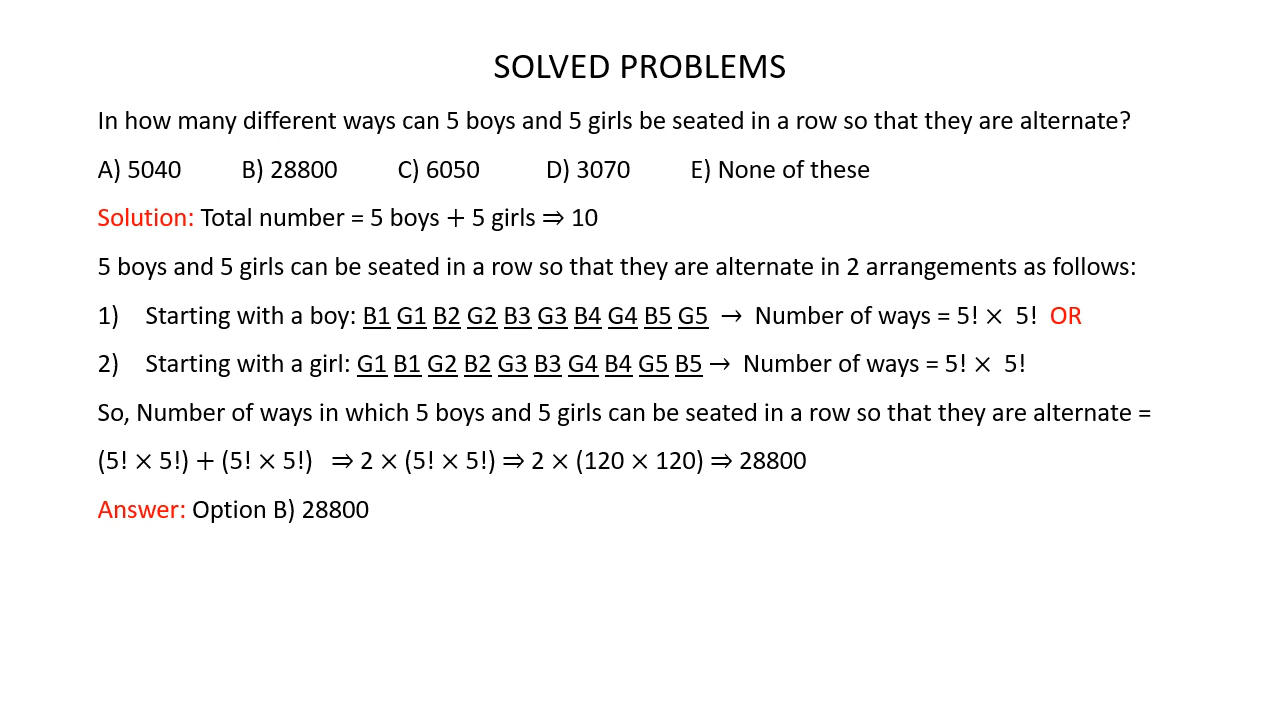 SOLVED PROBLEMS
In how many different ways can 5 boys and 5 girls be seated in a row so that they are alternate?
A) 5040 B) 28800 C) 6050 D) 3070 E) None of these
Solution: Total number = 5 boys + 5 girls ⇒ 10
5 boys and 5 girls can be seated in a row so that they are alternate in 2 arrangements as follows:
1) Starting with a boy: B1 G1 B2 G2 B3 G3 B4 G4 B5 G5 → Number of ways = 5! × 5! OR
2) Starting with a girl: G1 B1 G2 B2 G3 B3 G4 B4 G5 B5 → Number of ways = 5! × 5!
So, Number of ways in which 5 boys and 5 girls can be seated in a row so that they are alternate =
(5! × 5!) + (5! × 5!) ⇒ 2 × (5! × 5!) ⇒ 2 × (120 × 120) ⇒ 28800
Answer: Option B) 28800